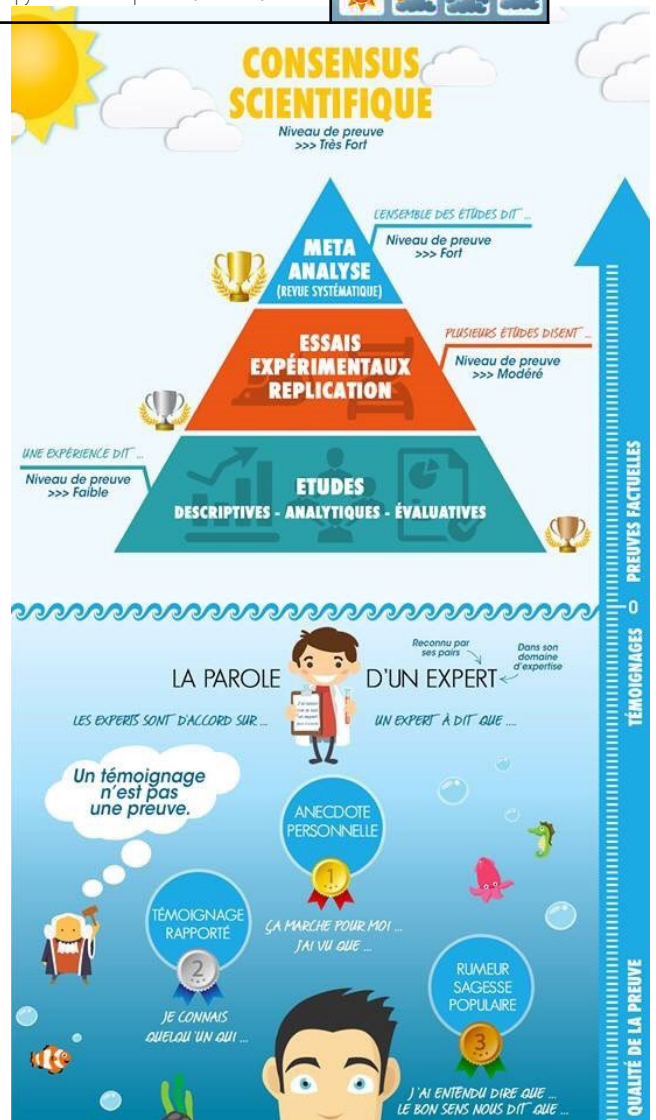 CONSENSUS
SCIENTIFIQUE
Niveau de preuve
>>> Très Fort
L'ENSEMBLE DES ÉTUDES DIT ...
Niveau de preuve
>>> Fort
META
ANALYSE
(REVUE SYSTÉMATIQUE)
PLUSIEURS ÉTUDES DISENT ...
Niveau de preuve
>>> Modéré
ESSAIS
EXPÉRIMENTAUX
REPLICATION
UNE EXPÉRIENCE DIT ...
Niveau de preuve
>>> Faible
ETUDES
DESCRIPTIVES - ANALYTIQUES - ÉVALUATIVES
PREUVES FACTUELLES
0
TÉMOIGNAGES
QUALITÉ DE LA PREUVE
Reconnu par
ses pairs
Dans son
domaine
d'expertise
LA PAROLE D'UN EXPERT
LES EXPERTS SONT D'ACCORD SUR ...
UN EXPERT À DIT QUE ....
Un témoignage
n'est pas
une preuve.
ANECDOTE
PERSONNELLE
1
ÇA MARCHE POUR MOI ...
J'AI VU QUE ...
TÉMOIGNAGE
RAPPORTÉ
2
JE CONNAIS
QUELQU'UN QUI ...
RUMEUR
SAGESSE
POPULAIRE
3
J'AI ENTENDU DIRE QUE ...
LE BON SENS NOUS DIT QUE ...